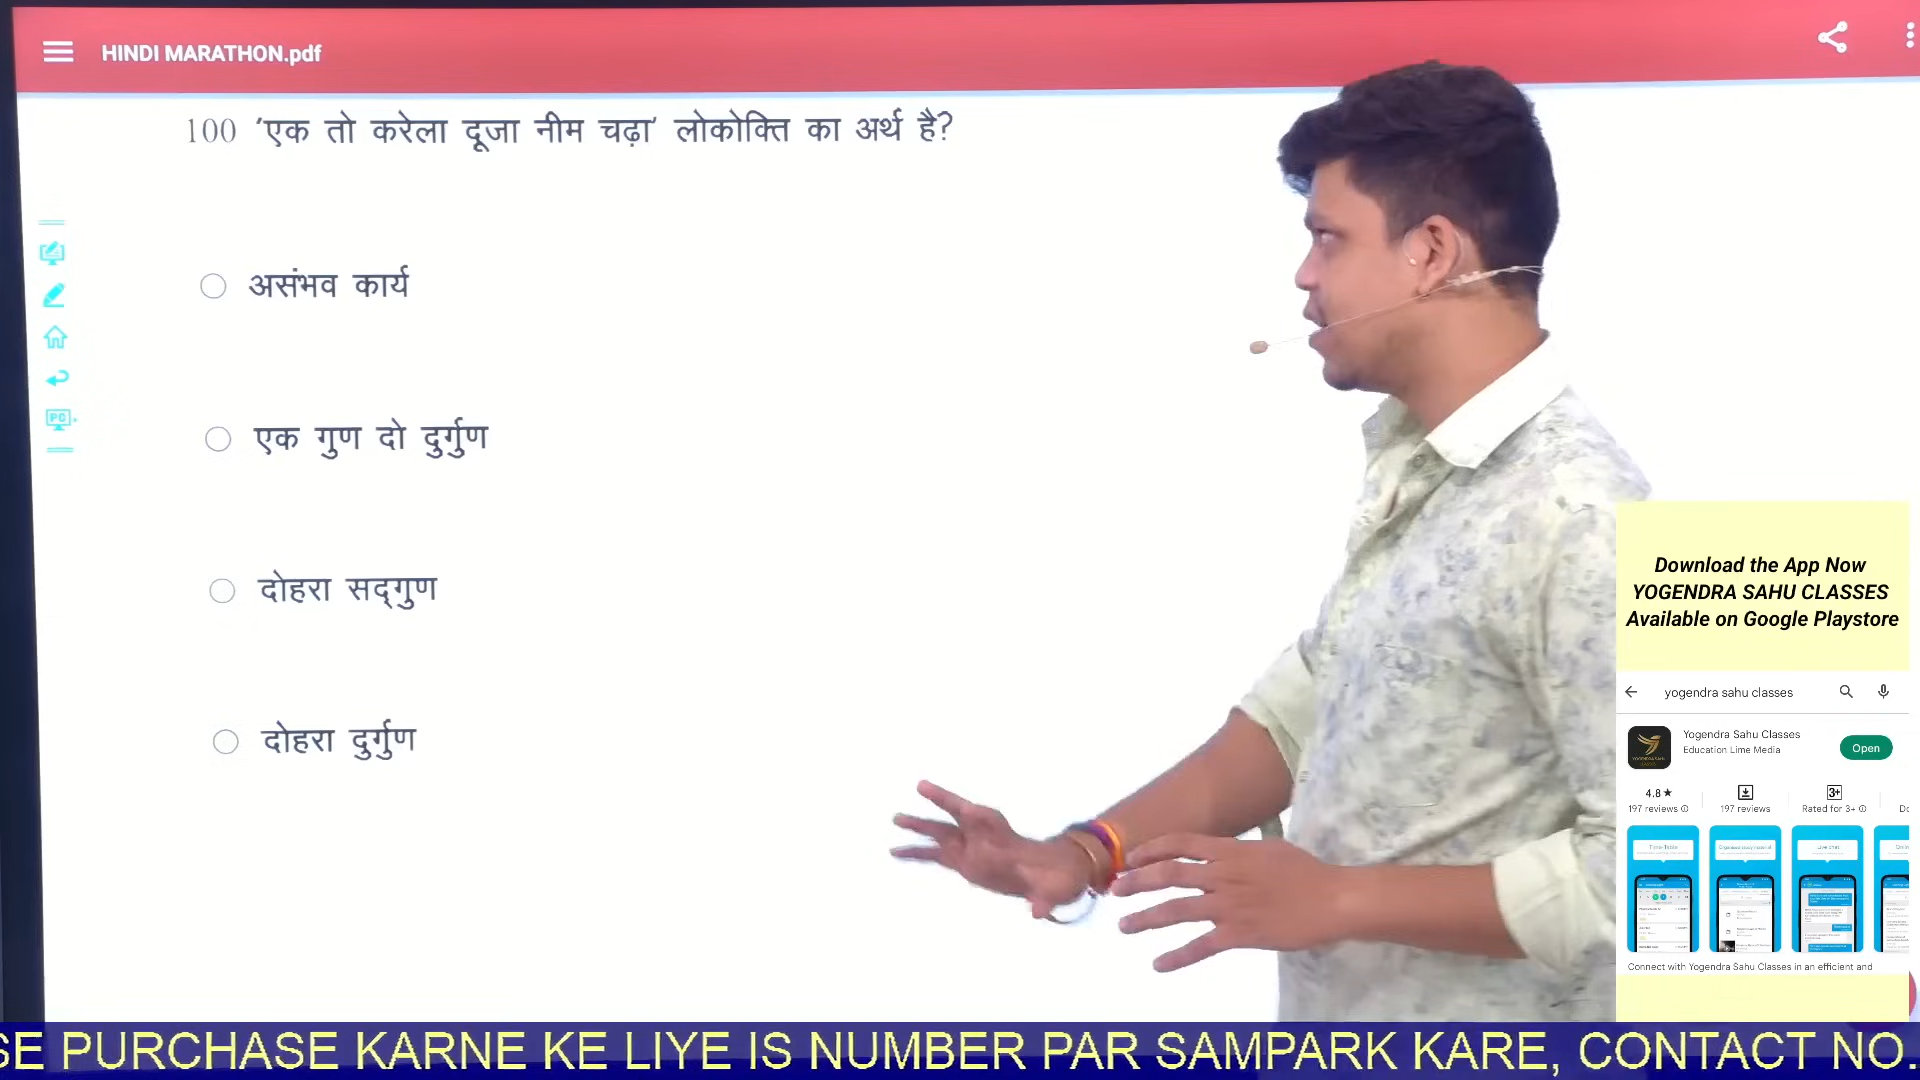 HINDI MARATHON.pdf
100 ‘एक तो करेला दूजा नीम चढ़ा’ लोकोक्ति का अर्थ है?
असंभव कार्य
एक गुण दो दुर्गुण
दोहरा सद्गुण
दोहरा दुर्गुण
PC
Download the App Now
YOGENDRA SAHU CLASSES
Available on Google Playstore
yogendra sahu classes
Yogendra Sahu Classes
Education Lime Media
Open
4.8★
197 reviews
197 reviews
3+
Rated for 3+
Connect with Yogendra Sahu Classes in an efficient and
SE PURCHASE KARNE KE LIYE IS NUMBER PAR SAMPARK KARE, CONTACT NO.